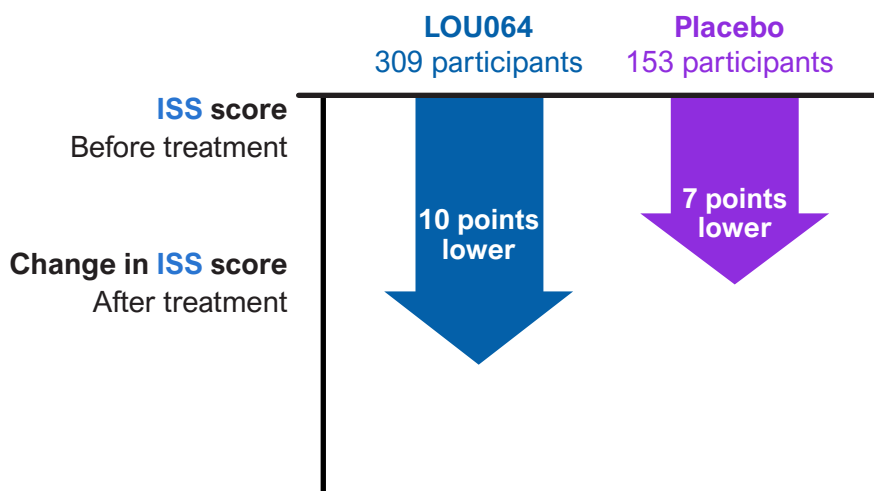 LOU064
309 participants
Placebo
153 participants
ISS score
Before treatment
10 points
lower
7 points
lower
Change in ISS score
After treatment